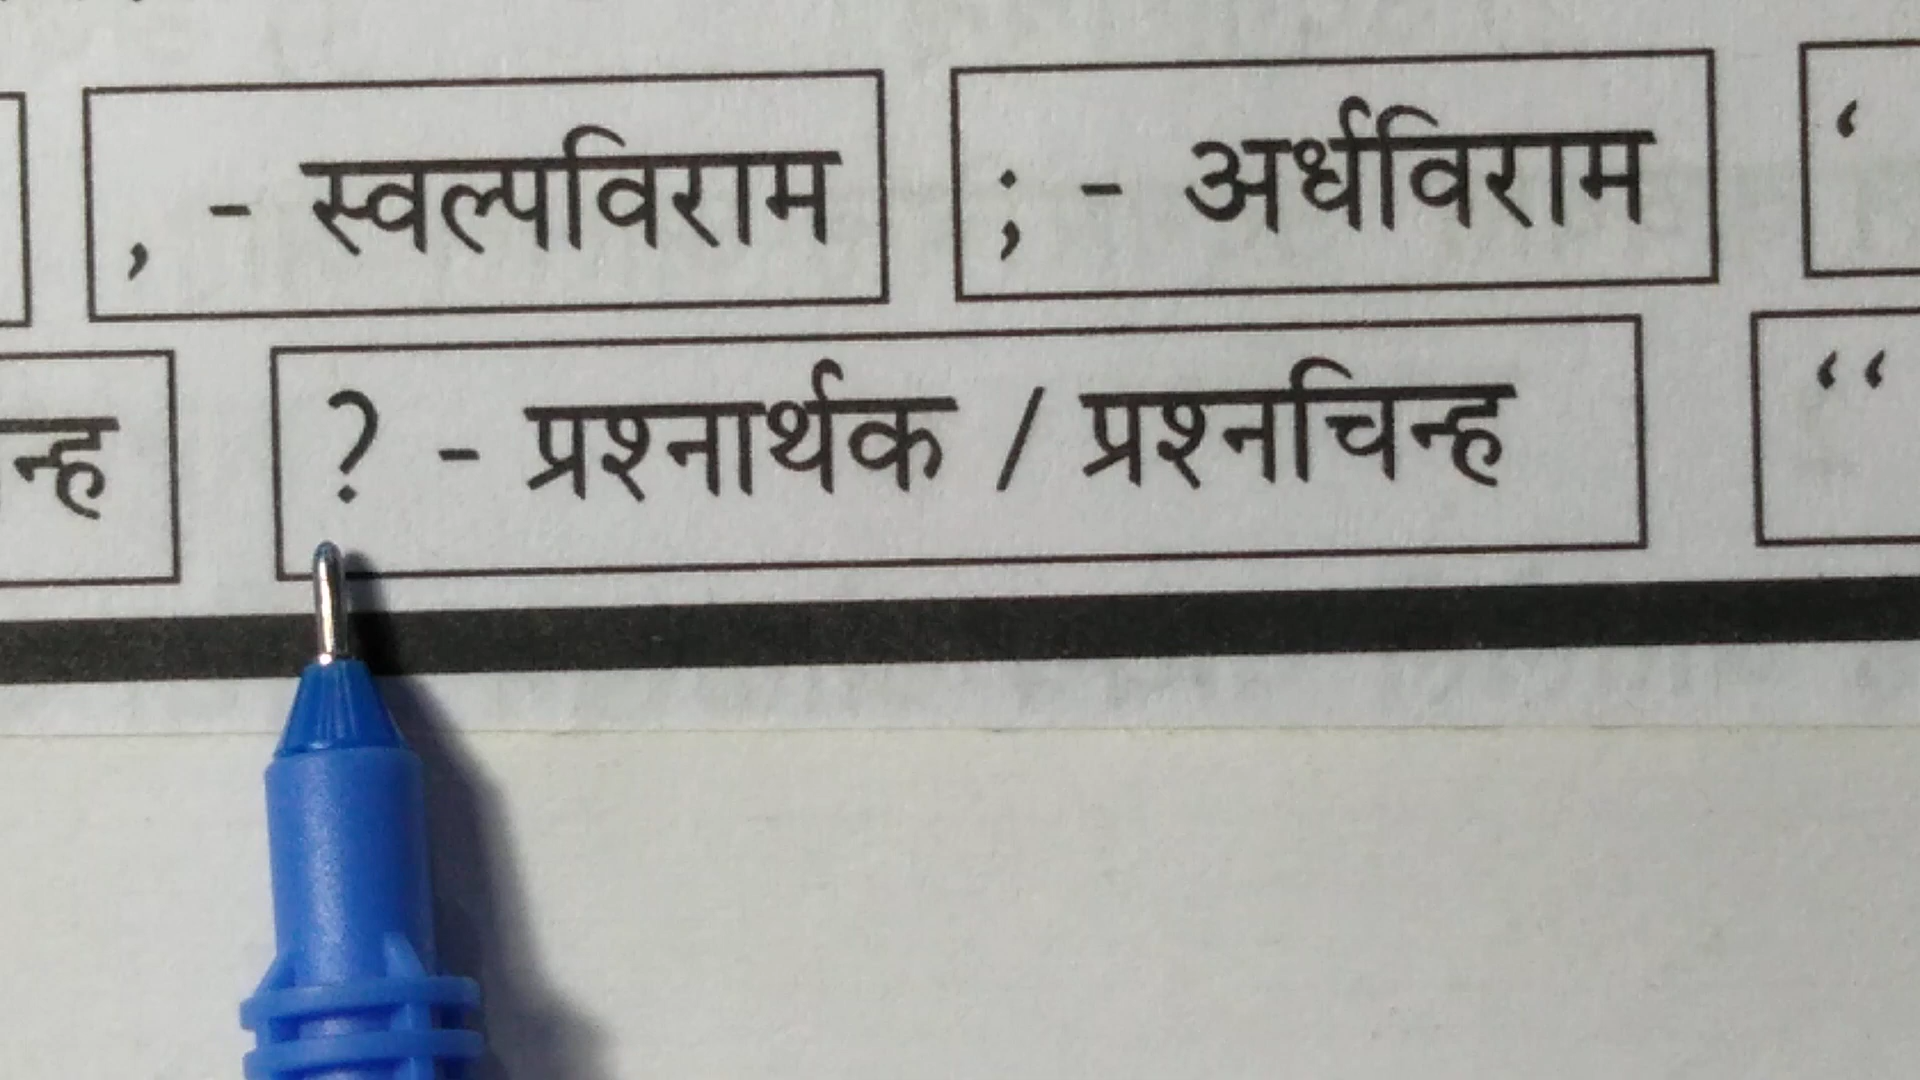 , - स्वल्पविराम ; - अर्धविराम ‘
न्ह ? - प्रश्नार्थक / प्रश्नचिन्ह “